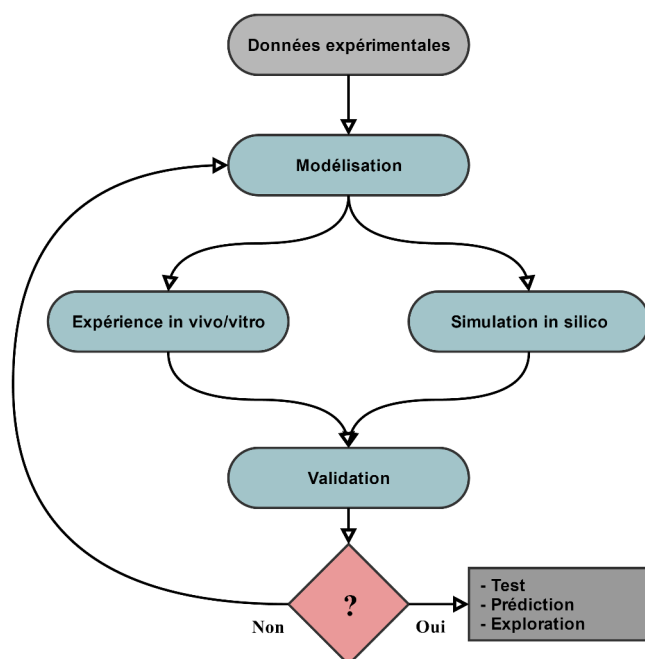 Données expérimentales
Modélisation
Expérience in vivo/vitro
Simulation in silico
Validation
?
Non
Oui
- Test
- Prédiction
- Exploration